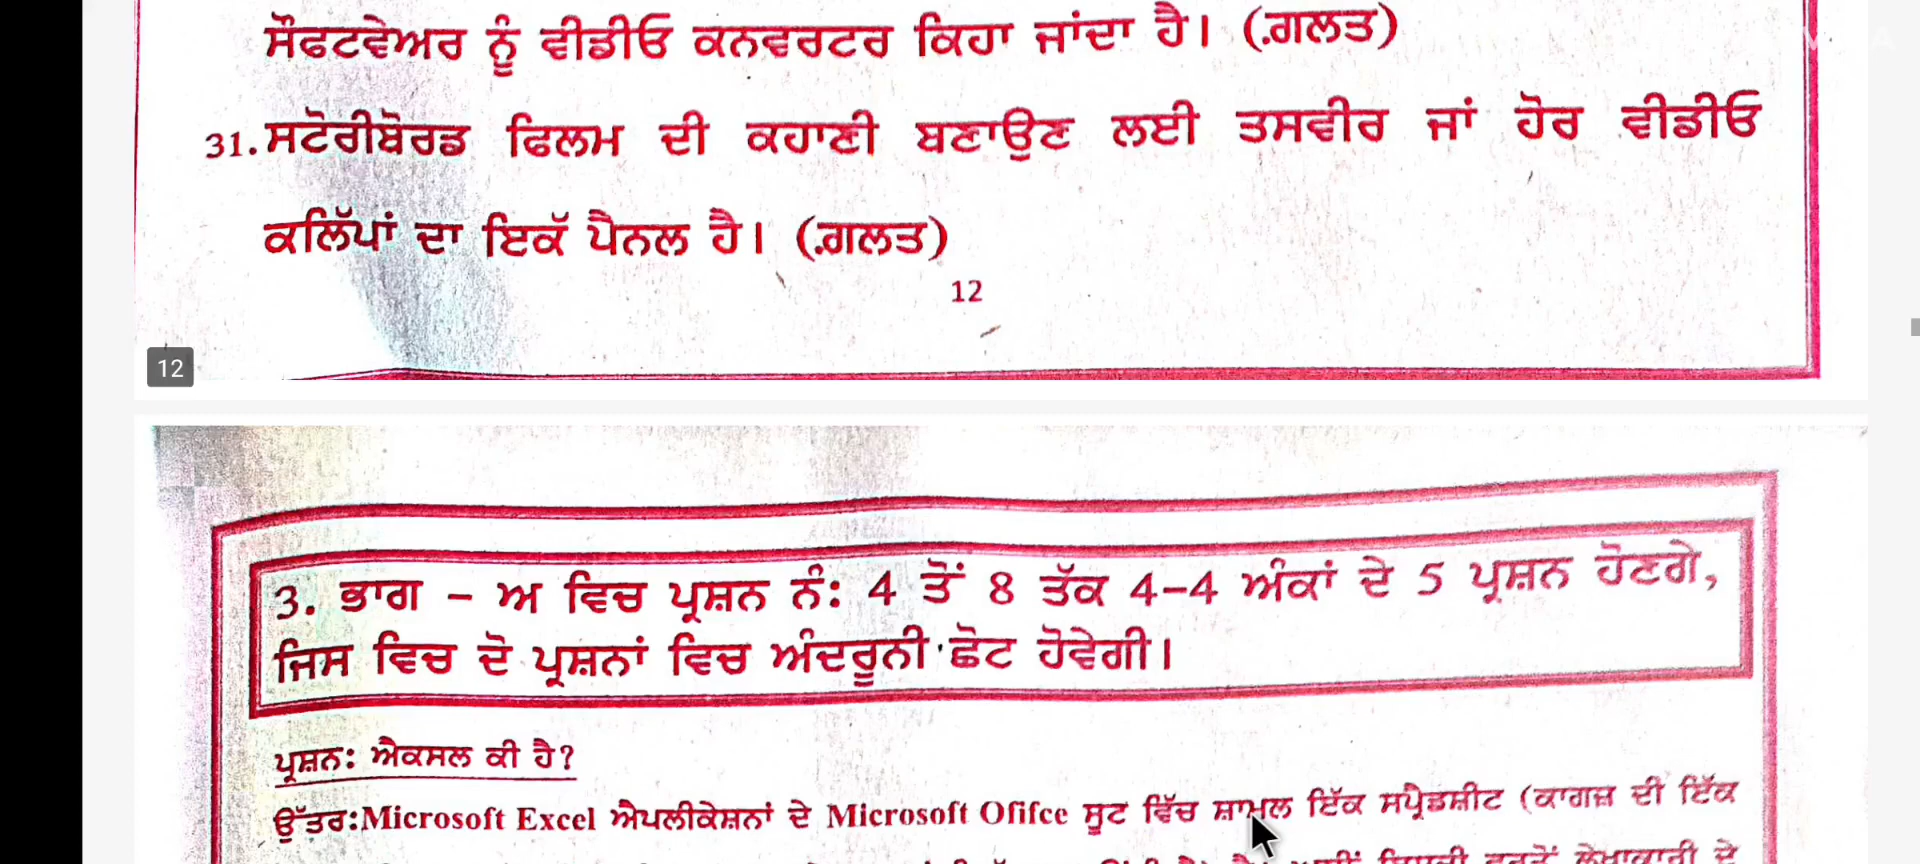 ਸੌਫਟਵੇਅਰ ਨੂੰ ਵੀਡੀਓ ਕਨਵਰਟਰ ਕਿਹਾ ਜਾਂਦਾ ਹੈ। (ਗ਼ਲਤ)
31. ਸਟੋਰੀਬੋਰਡ ਫਿਲਮ ਦੀ ਕਹਾਣੀ ਬਣਾਉਣ ਲਈ ਤਸਵੀਰ ਜਾਂ ਹੋਰ ਵੀਡੀਓ
ਕਲਿੱਪਾਂ ਦਾ ਇਕੱ ਪੈਨਲ ਹੈ। (ਗ਼ਲਤ)
12
12
3. ਭਾਗ – ਅ ਵਿਚ ਪ੍ਰਸ਼ਨ ਨੰ: 4 ਤੋਂ 8 ਤੱਕ 4-4 ਅੰਕਾਂ ਦੇ 5 ਪ੍ਰਸ਼ਨ ਹੋਣਗੇ,
ਜਿਸ ਵਿਚ ਦੋ ਪ੍ਰਸ਼ਨਾਂ ਵਿਚ ਅੰਦਰੂਨੀ ਛੋਟ ਹੋਵੇਗੀ।
ਪ੍ਰਸ਼ਨ: ਐਕਸਲ ਕੀ ਹੈ?
ਉੱਤਰ:Microsoft Excel ਐਪਲੀਕੇਸ਼ਨਾਂ ਦੇ Microsoft Ofifce ਸੂਟ ਵਿੱਚ ਸ਼ਾਮਲ ਇੱਕ ਸਪ੍ਰੈਡਸ਼ੀਟ (ਕਾਗਜ਼ ਦੀ ਇੱਕ